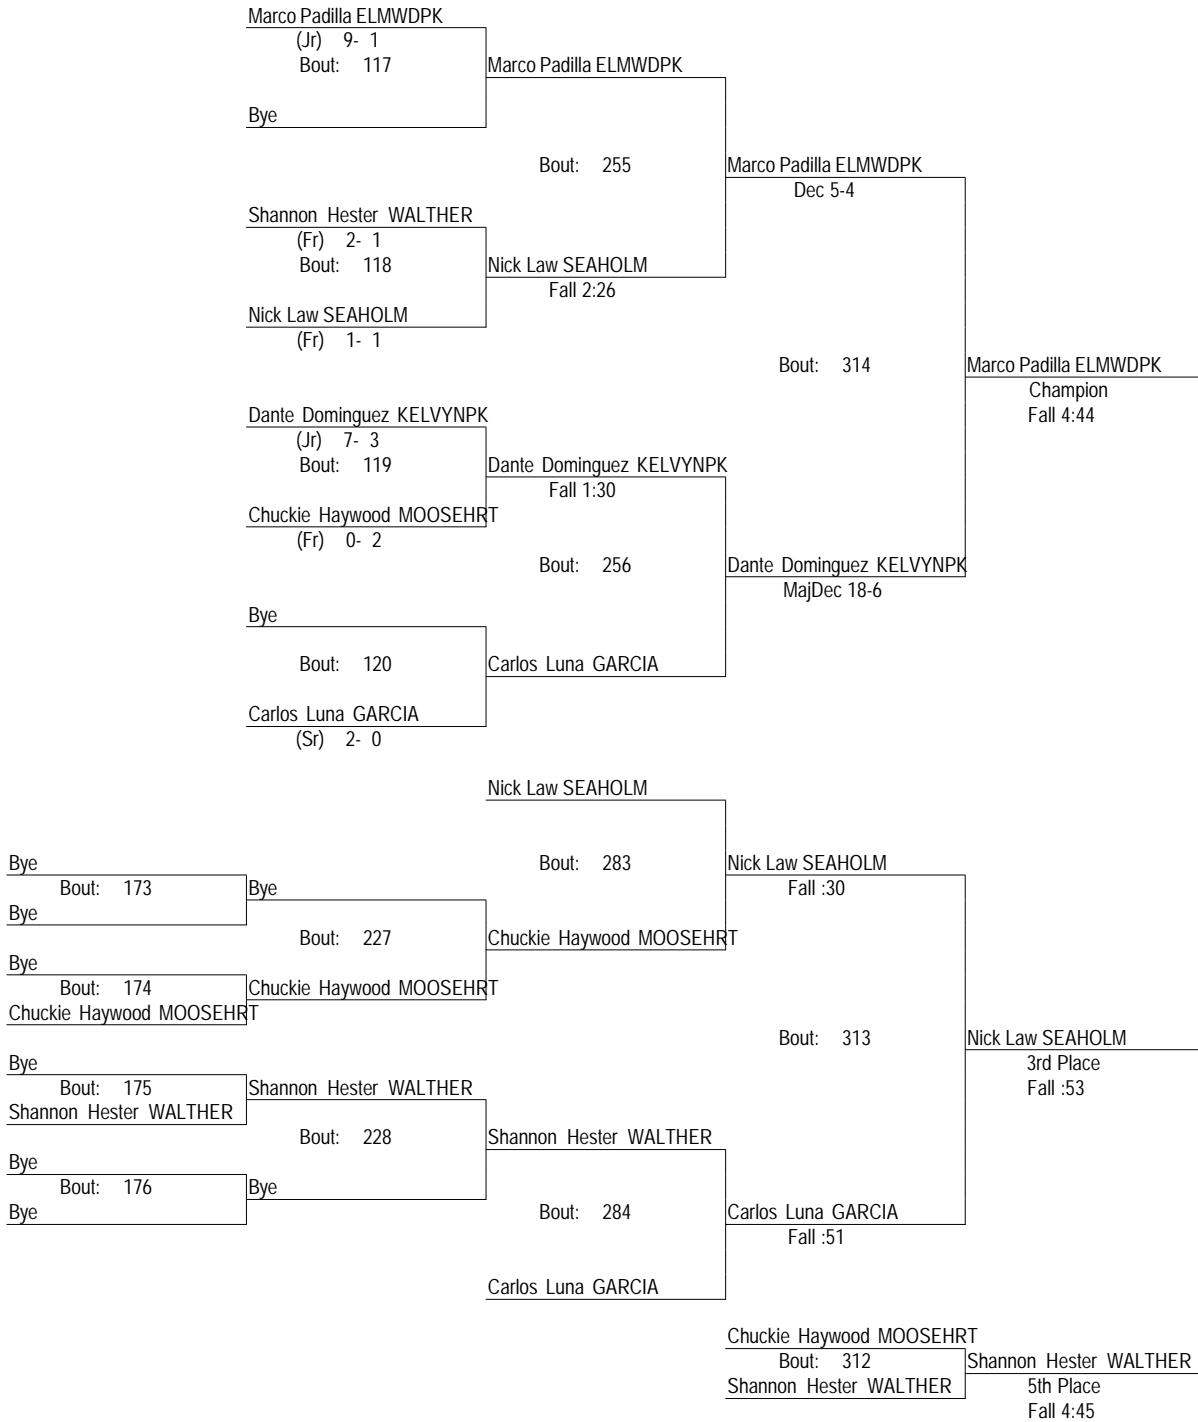 Marco Padilla ELMWDPK
(Jr) 9- 1
Bout: 117
Marco Padilla ELMWDPK
Bye
Bout: 255
Marco Padilla ELMWDPK
Dec 5-4
Shannon Hester WALTHER
(Fr) 2- 1
Bout: 118
Nick Law SEAHOLM
Fall 2:26
Nick Law SEAHOLM
(Fr) 1- 1
Bout: 314
Marco Padilla ELMWDPK
Champion
Fall 4:44
Dante Dominguez KELVYNPK
(Jr) 7- 3
Bout: 119
Dante Dominguez KELVYNPK
Fall 1:30
Chuckie Haywood MOOSEHRT
(Fr) 0- 2
Bout: 256
Dante Dominguez KELVYNPK
MajDec 18-6
Bye
Bout: 120
Carlos Luna GARCIA
Carlos Luna GARCIA
(Sr) 2- 0
Nick Law SEAHOLM
Bye
Bout: 173
Bye
Bye
Bout: 283
Nick Law SEAHOLM
Fall :30
Bout: 227
Chuckie Haywood MOOSEHRT
Bye
Bout: 174
Chuckie Haywood MOOSEHRT
Chuckie Haywood MOOSEHRT
Bout: 313
Nick Law SEAHOLM
3rd Place
Fall :53
Bye
Bout: 175
Shannon Hester WALTHER
Shannon Hester WALTHER
Bout: 228
Shannon Hester WALTHER
Bye
Bout: 176
Bye
Bye
Bout: 284
Carlos Luna GARCIA
Fall :51
Carlos Luna GARCIA
Chuckie Haywood MOOSEHRT
Bout: 312
Shannon Hester WALTHER
Shannon Hester WALTHER
5th Place
Fall 4:45